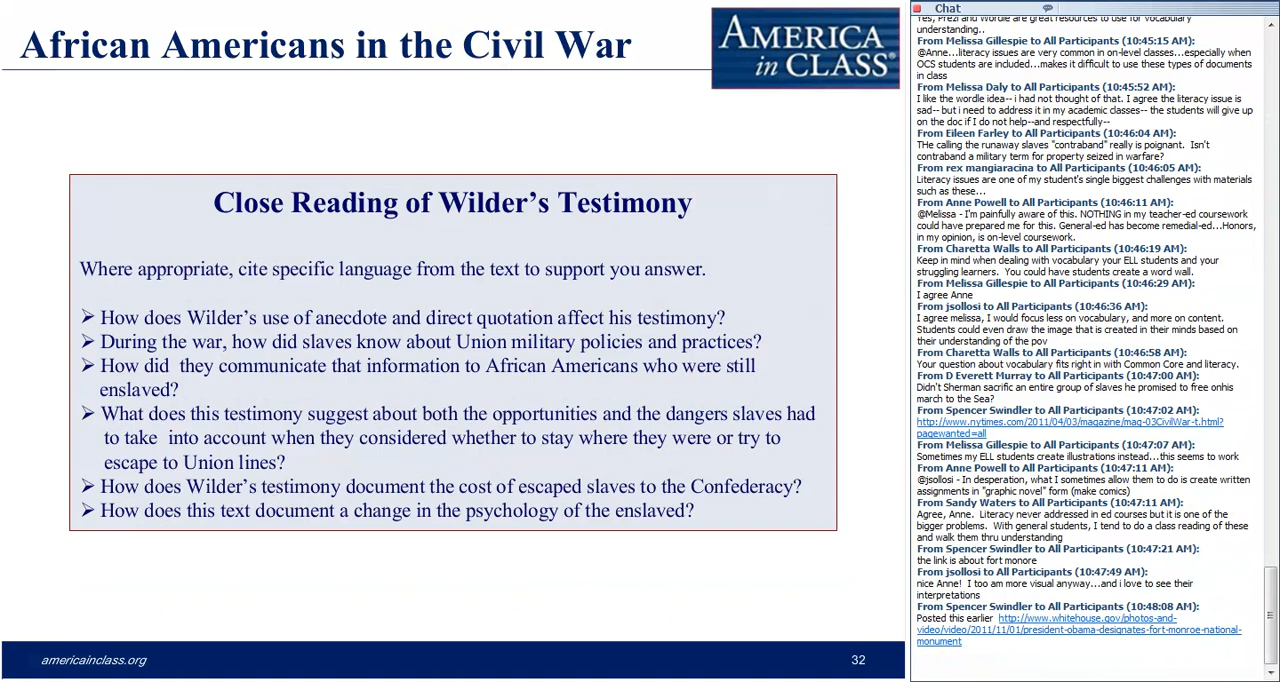 African Americans in the Civil War
AMERICA
in CLASS®
Close Reading of Wilder’s Testimony
Where appropriate, cite specific language from the text to support you answer.
➢ How does Wilder’s use of anecdote and direct quotation affect his testimony?
➢ During the war, how did slaves know about Union military policies and practices?
➢ How did they communicate that information to African Americans who were still
enslaved?
➢ What does this testimony suggest about both the opportunities and the dangers slaves had
to take into account when they considered whether to stay where they were or try to
escape to Union lines?
➢ How does Wilder’s testimony document the cost of escaped slaves to the Confederacy?
➢ How does this text document a change in the psychology of the enslaved?
americainclass.org
32
Chat
Yes, Prezi and Wordle are great resources to use for vocabulary
understanding..
From Melissa Gillespie to All Participants (10:45:15 AM):
@Anne...literacy issues are very common in on-level classes...especially when
OCS students are included...makes it difficult to use these types of documents
in class
From Melissa Daly to All Participants (10:45:52 AM):
I like the wordle idea-- i had not thought of that. I agree the literacy issue is
sad-- but i need to address it in my academic classes-- the students will give up
on the doc if I do not help--and respectfully--
From Eileen Farley to All Participants (10:46:04 AM):
THe calling the runaway slaves "contraband" really is poignant. Isn't
contraband a military term for property seized in warfare?
From rex mangiaracina to All Participants (10:46:05 AM):
Literacy issues are one of my student's single biggest challenges with materials
such as these...
From Anne Powell to All Participants (10:46:11 AM):
@Melissa - I'm painfully aware of this. NOTHING in my teacher-ed coursework
could have prepared me for this. General-ed has become remedial-ed...Honors,
in my opinion, is on-level coursework.
From Charetta Walls to All Participants (10:46:19 AM):
Keep in mind when dealing with vocabulary your ELL students and your
struggling learners. You could have students create a word wall.
From Melissa Gillespie to All Participants (10:46:29 AM):
I agree Anne
From jsollosi to All Participants (10:46:36 AM):
I agree melissa, I would focus less on vocabulary, and more on content.
Students could even draw the image that is created in their minds based on
their understanding of the pov
From Charetta Walls to All Participants (10:46:58 AM):
Your question about vocabulary fits right in with Common Core and literacy.
From D Everett Murrans to All Participants (10:47:00 AM):
Didn't Sherman sacrific an entire group of slaves he promised to free onhis
march to the Sea?
From Spencer Swindler to All Participants (10:47:02 AM):
http://www.nytimes.com/2011/04/03/magazine/mag-03CivilWar-t.html?
pagewanted=all
From Melissa Gillespie to All Participants (10:47:07 AM):
Sometimes my ELL students create illustrations instead...this seems to work
From Anne Powell to All Participants (10:47:11 AM):
@jsollosi - In desperation, what I sometimes allow them to do is create written
assignments in "graphic novel" form (make comics)
From Sandy Waters to All Participants (10:47:11 AM):
Agree, Anne. Literacy never addressed in ed courses but it is one of the
bigger problems. With general students, I tend to do a class reading of these
and walk them thru understanding
From Spencer Swindler to All Participants (10:47:21 AM):
the link is about fort monore
From jsollosi to All Participants (10:47:49 AM):
nice Anne! I too am more visual anyway...and i love to see their
interpretations
From Spencer Swindler to All Participants (10:48:08 AM):
Posted this earlier http://www.whitehouse.gov/photos-and-
video/video/2011/11/01/president-obama-designates-fort-monroe-national-
monument